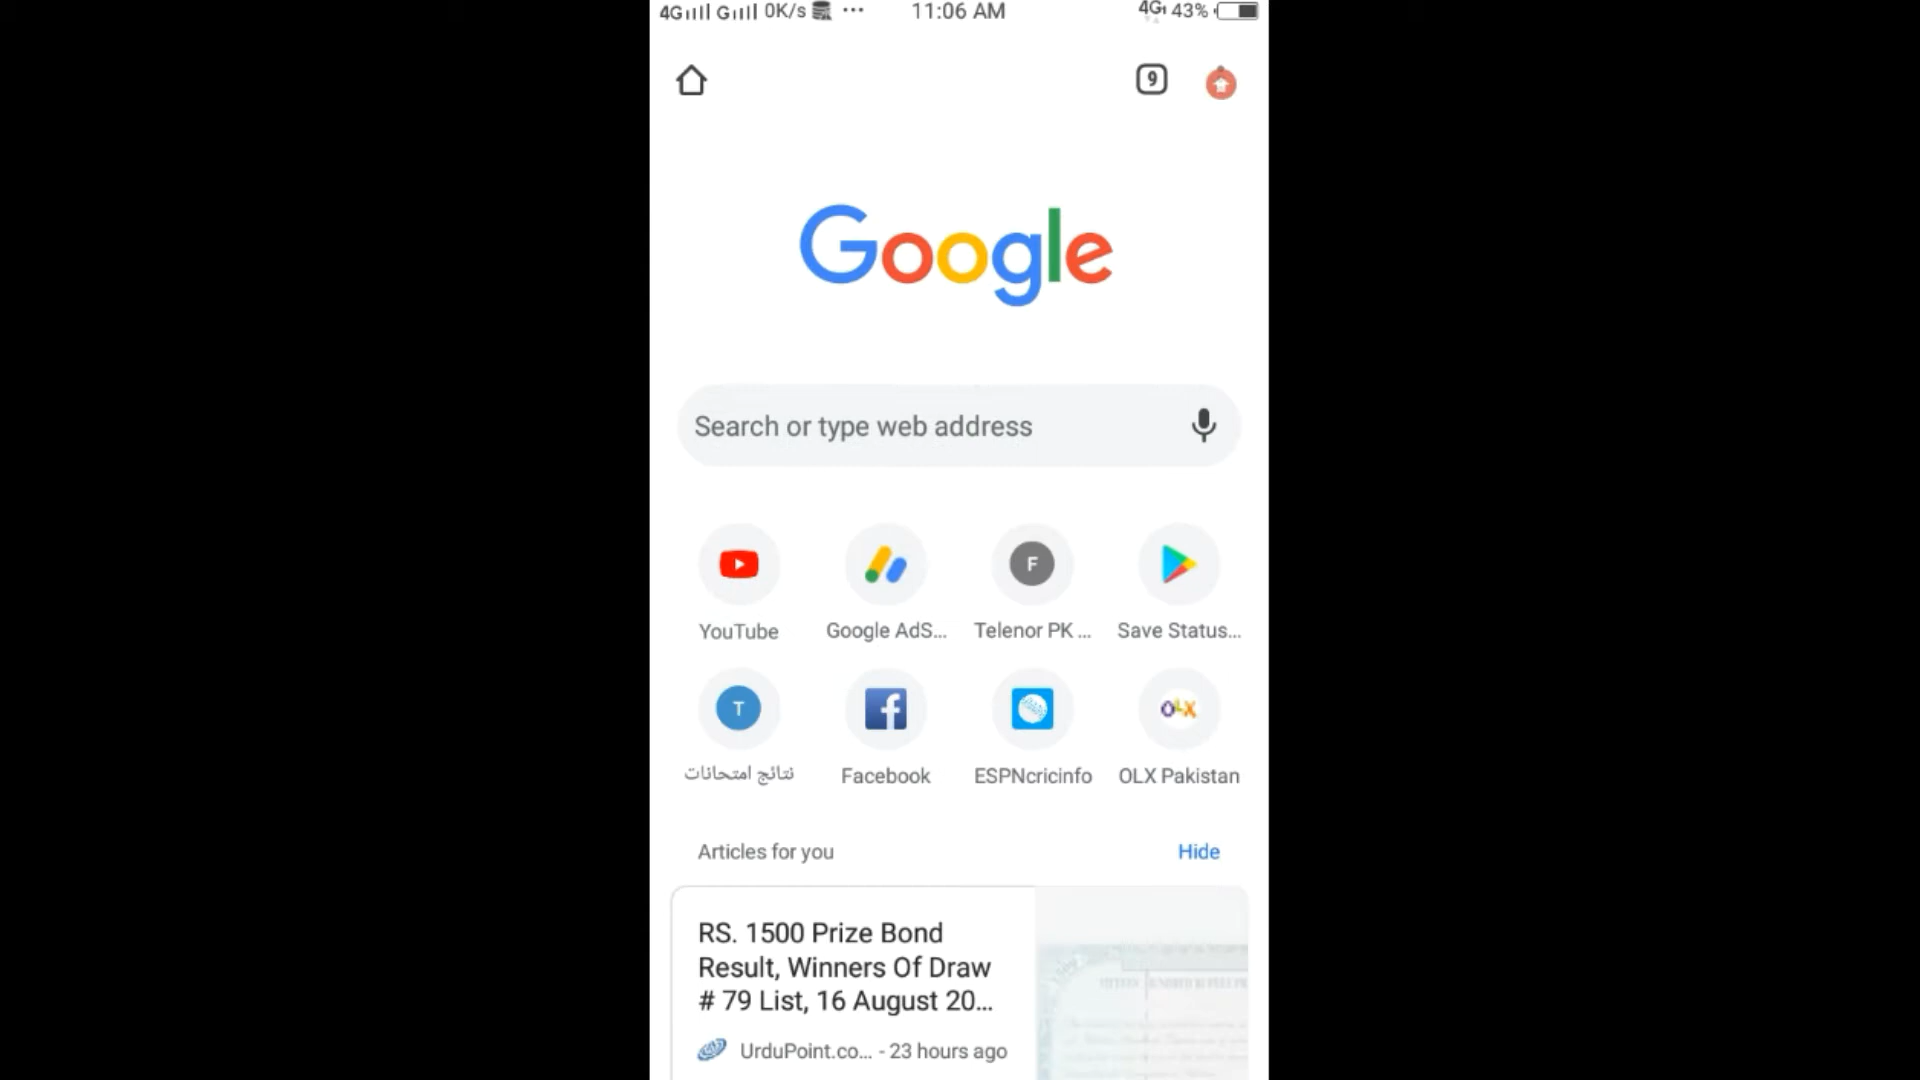 4G G 0K/s ... 11:06 AM 4G 43%
9
Google
Search or type web address
F
YouTube Google AdS... Telenor PK ... Save Status...
T OLX
نتائج امتحانات Facebook ESPNcricinfo OLX Pakistan
Articles for you Hide
RS. 1500 Prize Bond
Result, Winners Of Draw
# 79 List, 16 August 20...
UrduPoint.co... - 23 hours ago